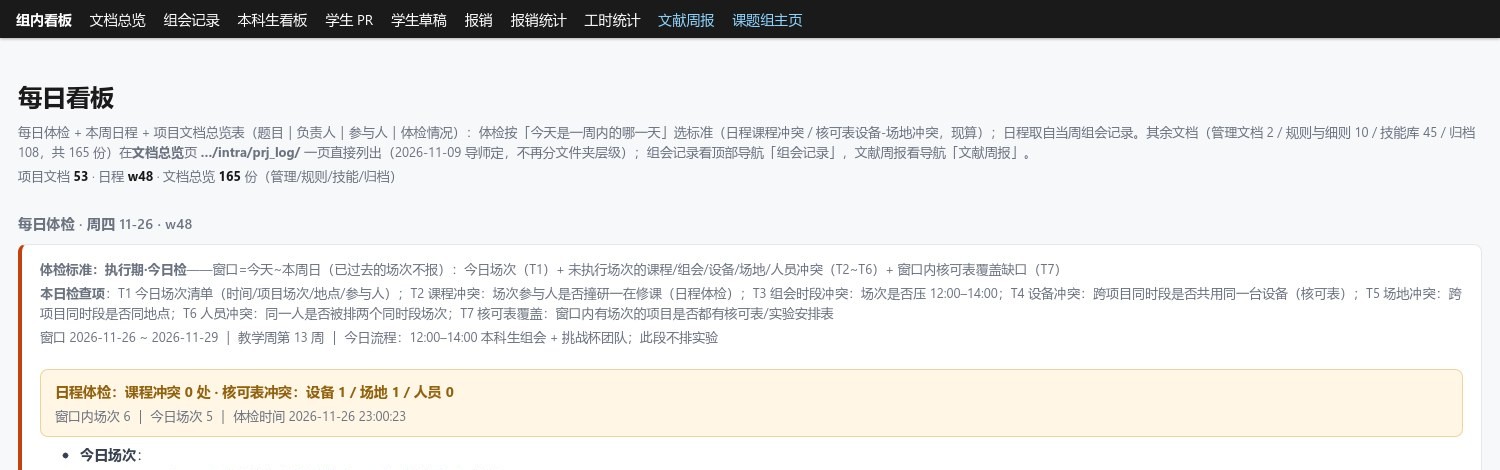 组内看板 文档总览 组会记录 本科生看板 学生 PR 学生草稿 报销 报销统计 工时统计 文献周报 课题组主页
每日看板
每日体检 + 本周日程 + 项目文档总览表（题目 | 负责人 | 参与人 | 体检情况）：体检按「今天是一周内的哪一天」选标准（日程课程冲突 / 核可表设备-场地冲突，现算）；日程取自当周组会记录。其余文档（管理文档 2 / 规则与细则 10 / 技能库 45 / 归档
108，共 165 份）在文档总览页 .../intra/prj_log/ 一页直接列出（2026-11-09 导师定，不再分文件夹层级）；组会记录看顶部导航「组会记录」，文献周报看导航「文献周报」。
项目文档 53 · 日程 w48 · 文档总览 165 份（管理/规则/技能/归档）
每日体检 · 周四 11-26 · w48
体检标准：执行期·今日检——窗口=今天~本周日（已过去的场次不报）：今日场次（T1）+ 未执行场次的课程/组会/设备/场地/人员冲突（T2~T6）+ 窗口内核可表覆盖缺口（T7）
本日检查项：T1 今日场次清单（时间/项目场次/地点/参与人）；T2 课程冲突：场次参与人是否撞研一在修课（日程体检）；T3 组会时段冲突：场次是否压 12:00–14:00；T4 设备冲突：跨项目同时段是否共用同一台设备（核可表）；T5 场地冲突：跨
项目同时段是否同地点；T6 人员冲突：同一人是否被排两个同时段场次；T7 核可表覆盖：窗口内有场次的项目是否都有核可表/实验安排表
窗口 2026-11-26 ~ 2026-11-29 | 教学周第 13 周 | 今日流程：12:00–14:00 本科生组会 + 挑战杯团队；此段不排实验
日程体检：课程冲突 0 处 · 核可表冲突：设备 1 / 场地 1 / 人员 0
窗口内场次 6 | 今日场次 5 | 体检时间 2026-11-26 23:00:23
• 今日场次：